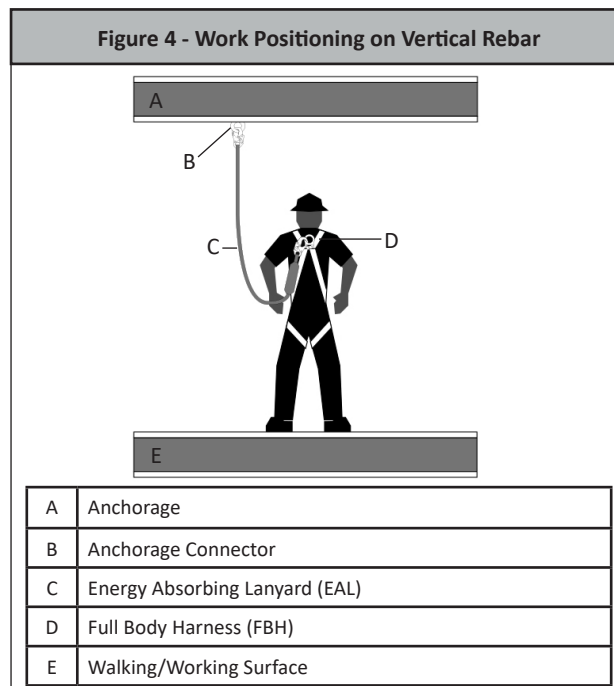 Figure 4 - Work Positioning on Vertical Rebar
A
B
C
D
E
A Anchorage
B Anchorage Connector
C Energy Absorbing Lanyard (EAL)
D Full Body Harness (FBH)
E Walking/Working Surface